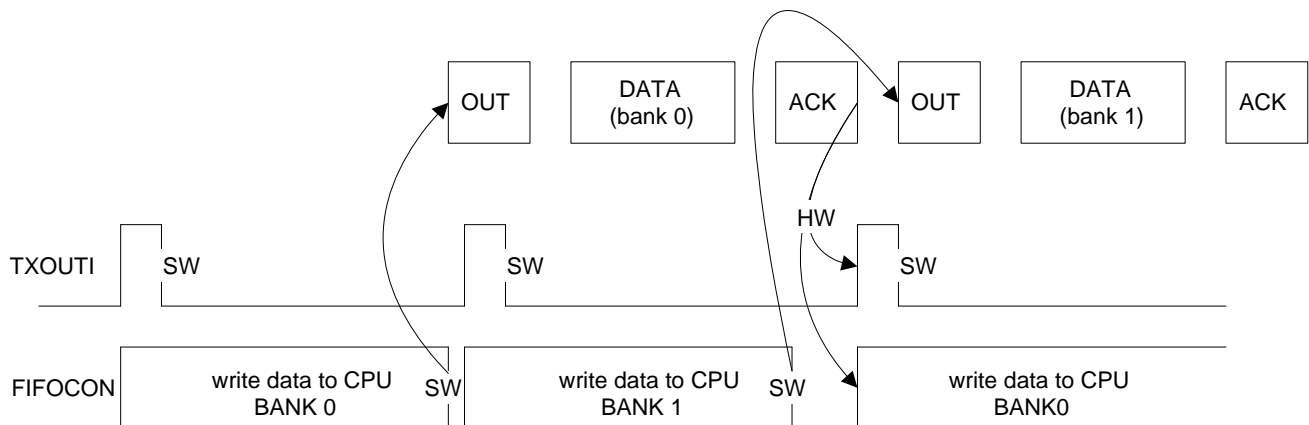 OUT
DATA
(bank 0)
ACK
OUT
DATA
(bank 1)
ACK
HW
TXOUTI
SW
SW
SW
FIFOCON
write data to CPU
BANK 0
SW
write data to CPU
BANK 1
SW
write data to CPU
BANK0